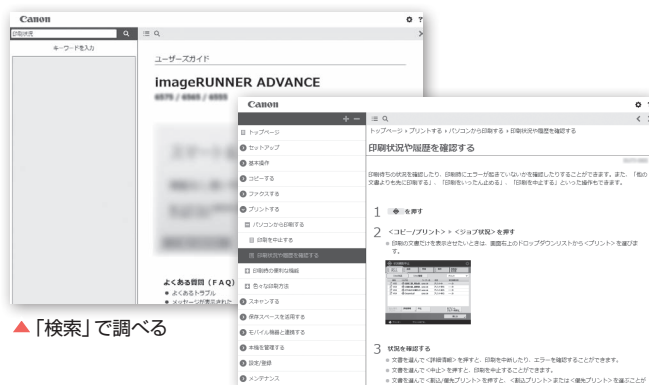 Canon
印刷状況
キーワードを入力
ユーザーズガイド
imageRUNNER ADVANCE
6575 / 6565 / 6555
よくある質問（FAQ）
よくあるトラブル
メッセージが表示された
▲「検索」で調べる
Canon
トップページ
セットアップ
基本操作
コピーする
ファクスする
プリントする
パソコンから印刷する
印刷を中止する
印刷状況や履歴を確認する
印刷時の便利な機能
色々な印刷方法
スキャンする
保存スペースを活用する
モバイル機器と連携する
本機を管理する
設定/登録
メンテナンス
トップページ › プリントする › パソコンから印刷する › 印刷状況や履歴を確認する
印刷状況や履歴を確認する
印刷待ちの状況を確認したり、印刷時にエラーが起きていないかを確認したりすることができます。また、「他の
文書よりも先に印刷する」、「印刷をいったん止める」、「印刷を中止する」といった操作もできます。
1 を押す
2 <コピー/プリント> ▸ <ジョブ状況>を押す
印刷の文書だけを表示させたいときは、画面右上のドロップダウンリストから<プリント>を選びま
す。
3 状況を確認する
文書を選んで<詳細情報>を押すと、印刷を中断したり、エラーを確認することができます。
文書を選んで<中止>を押すと、印刷を中止することができます。
文書を選んで<割込/優先プリント>を押すと、<割込プリント>または<優先プリント>を選ぶことが